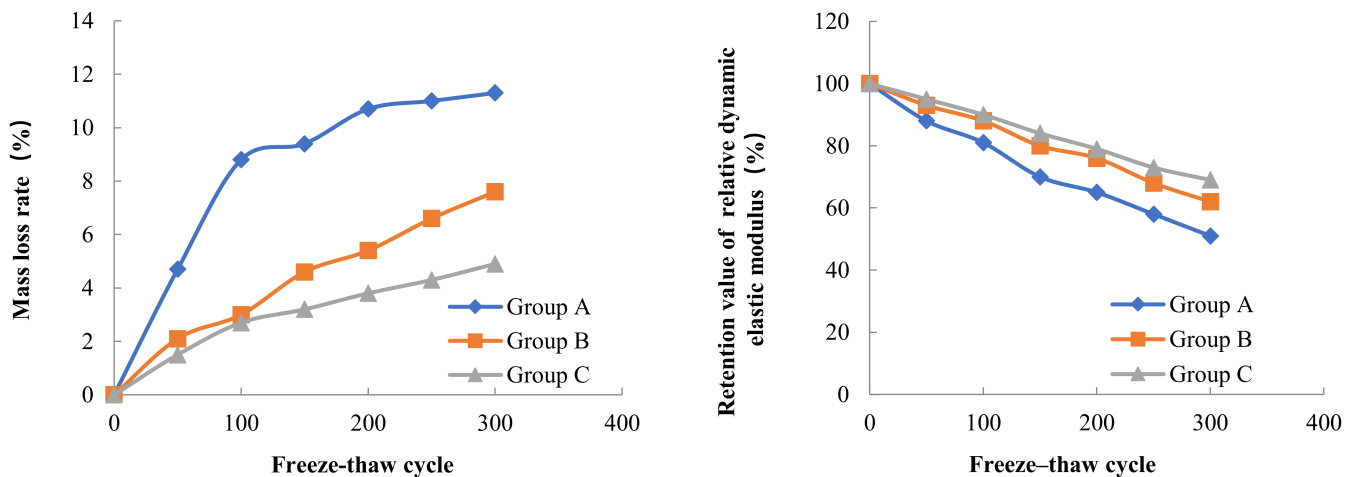 Mass loss rate（%）
14
12
10
8
6
4
2
0
0 100 200 300 400
Freeze-thaw cycle
Group A
Group B
Group C
Retention value of relative dynamic
elastic modulus（%）
120
100
80
60
40
20
0
0 100 200 300 400
Freeze–thaw cycle
Group A
Group B
Group C